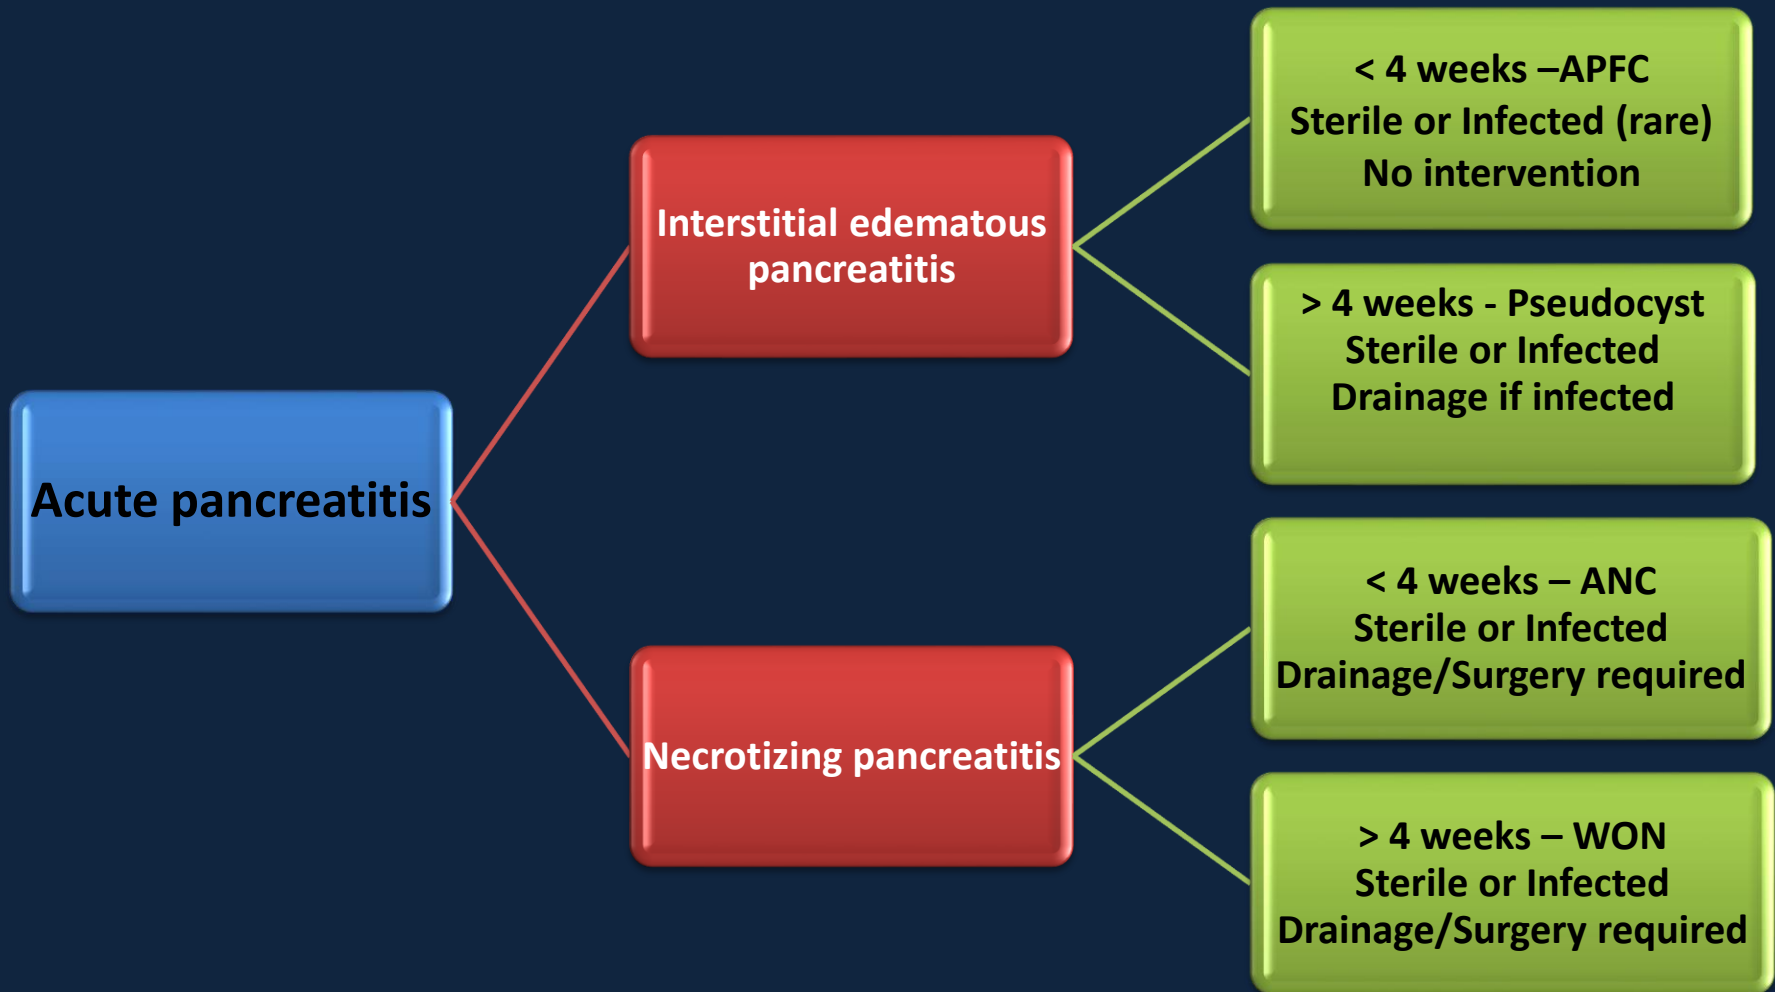 Acute pancreatitis
Interstitial edematous
pancreatitis
< 4 weeks –APFC
Sterile or Infected (rare)
No intervention
> 4 weeks - Pseudocyst
Sterile or Infected
Drainage if infected
Necrotizing pancreatitis
< 4 weeks – ANC
Sterile or Infected
Drainage/Surgery required
> 4 weeks – WON
Sterile or Infected
Drainage/Surgery required